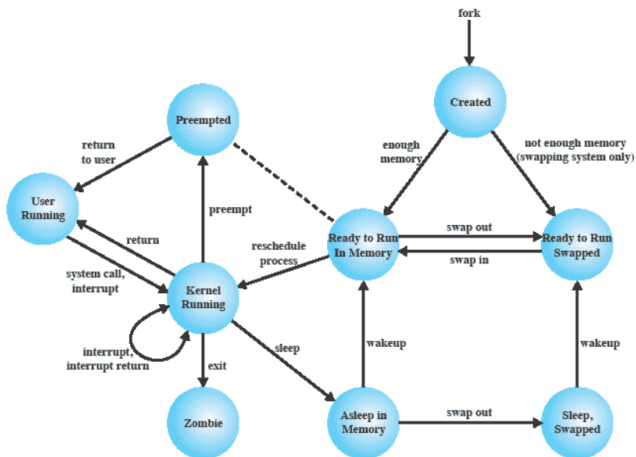 fork
Created
Preempted
return
to user
enough
memory
not enough memory
(swapping system only)
User
Running
preempt
return
reschedule
process
Ready to Run
In Memory
swap out
swap in
Ready to Run
Swapped
system call,
interrupt
Kernel
Running
interrupt,
interrupt return
sleep
exit
wakeup
wakeup
Zombie
Asleep in
Memory
swap out
Sleep,
Swapped